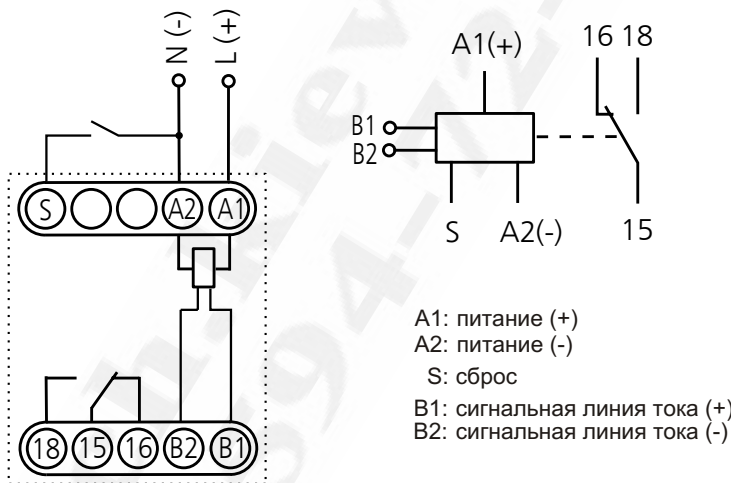 N (-)
L (+)
S
A2
A1
18
15
16
B2
B1
A1(+)
16 18
B1
B2
S
A2(-)
15
A1: питание (+)
A2: питание (-)
S: сброс
B1: сигнальная линия тока (+)
B2: сигнальная линия тока (-)